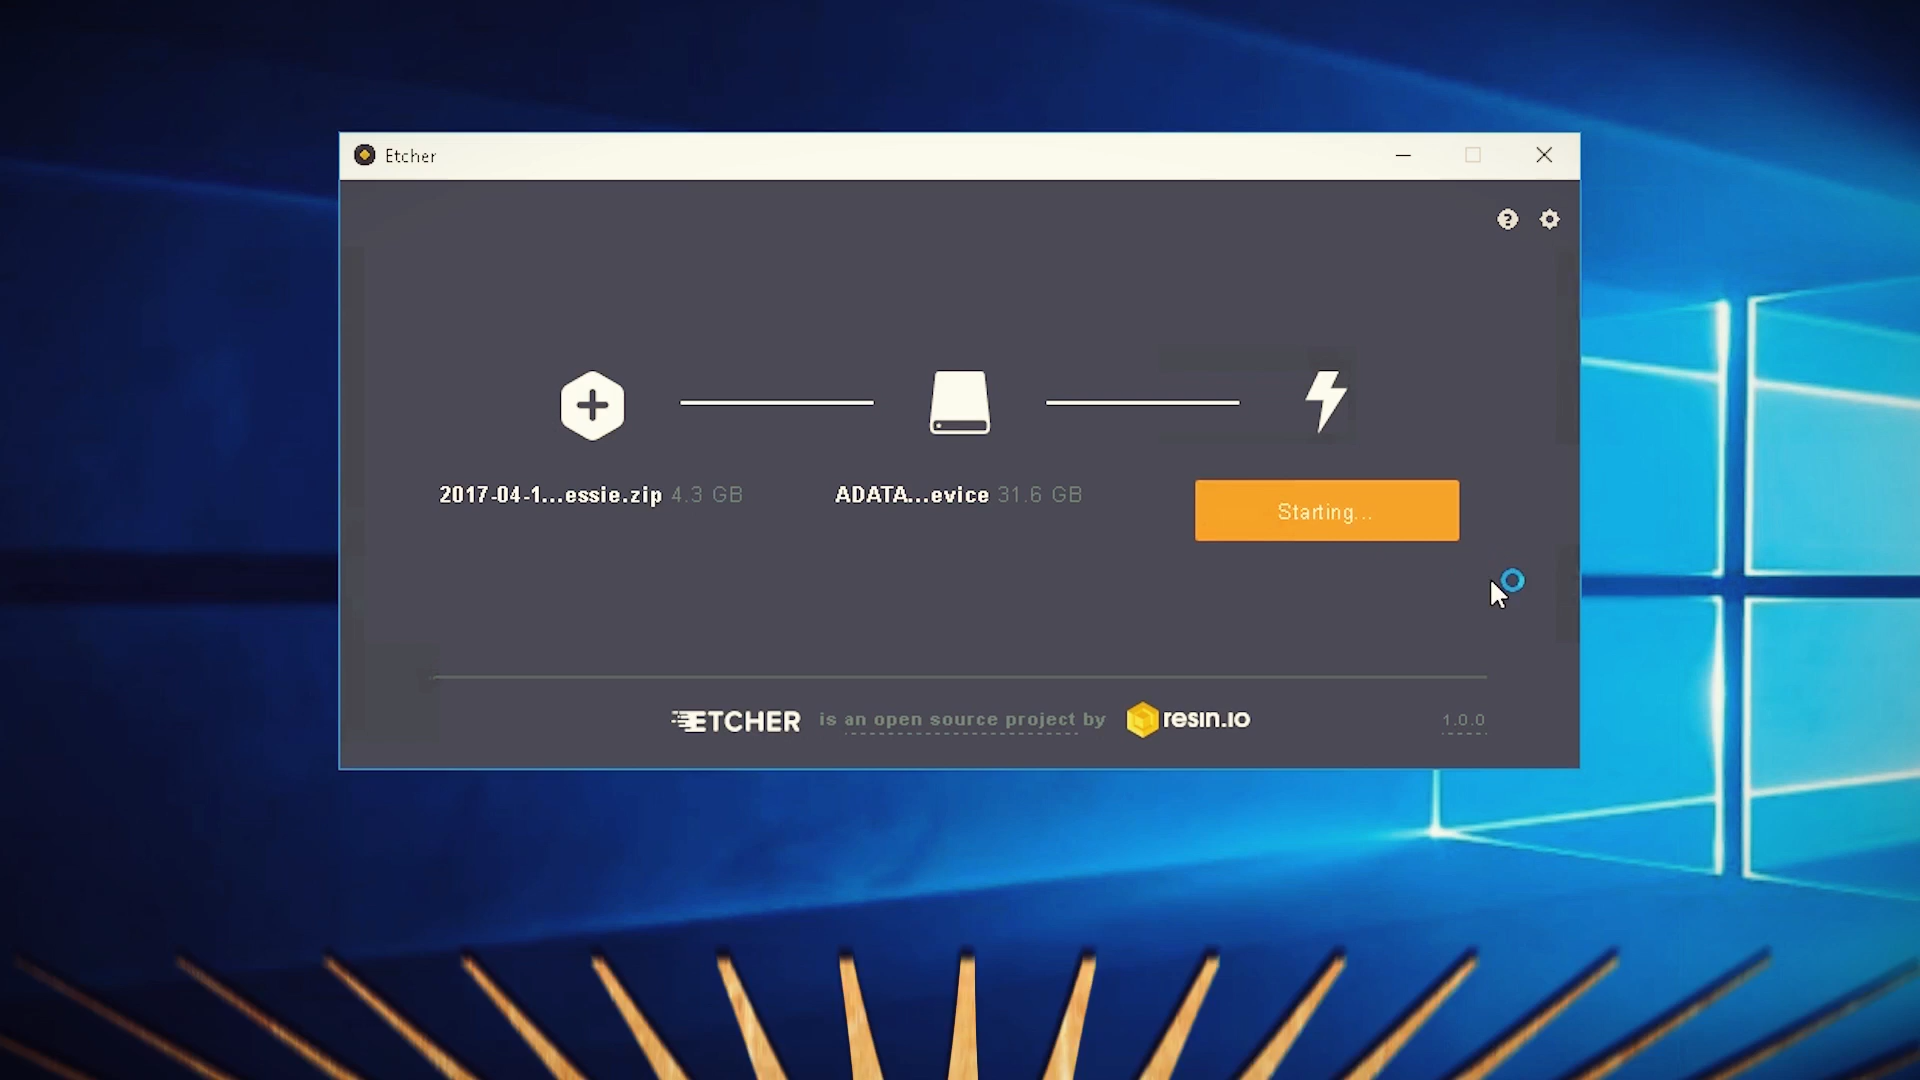 Etcher
2017-04-1...essie.zip 4.3 GB
ADATA...evice 31.6 GB
Starting...
ETCHER is an open source project by resin.io 1.0.0